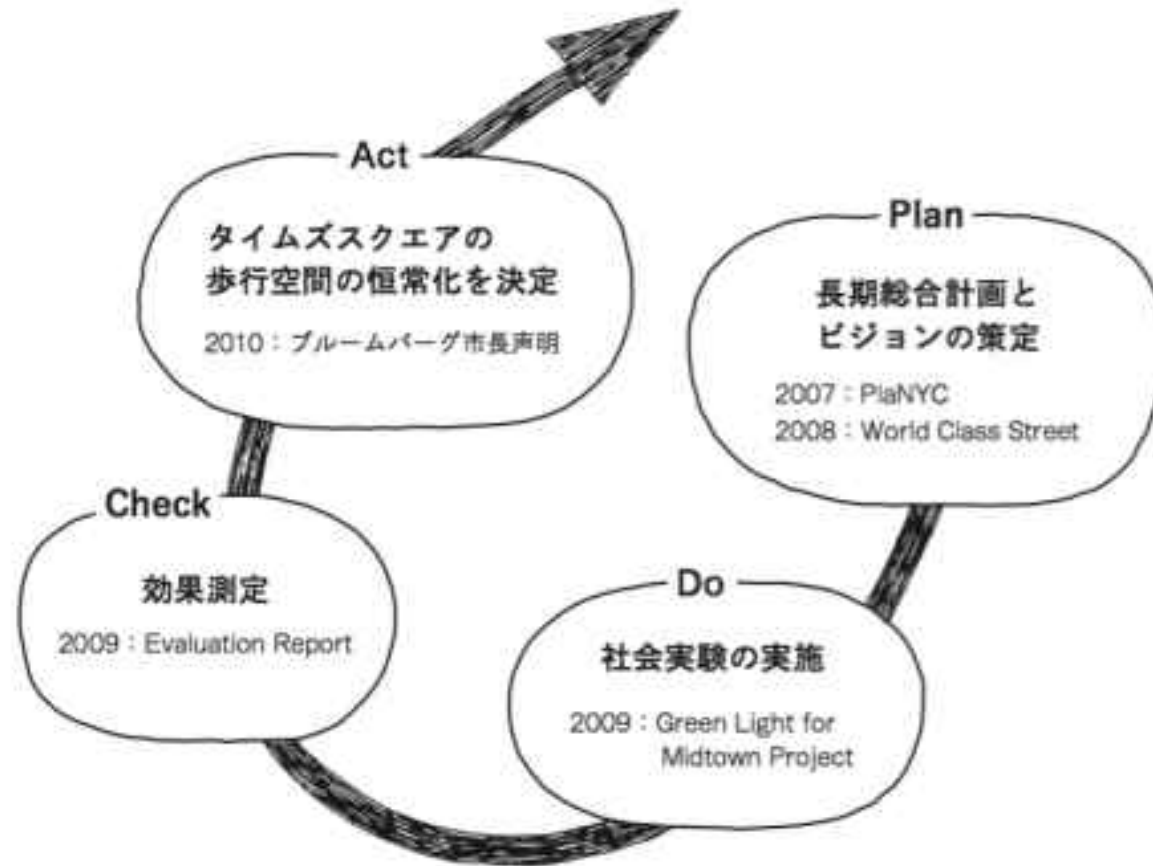 Act
タイムズスクエアの
歩行空間の恒常化を決定
2010：ブルームバーグ市長声明
Plan
長期総合計画と
ビジョンの策定
2007：PlaNYC
2008：World Class Street
Check
効果測定
2009：Evaluation Report
Do
社会実験の実施
2009：Green Light for
Midtown Project